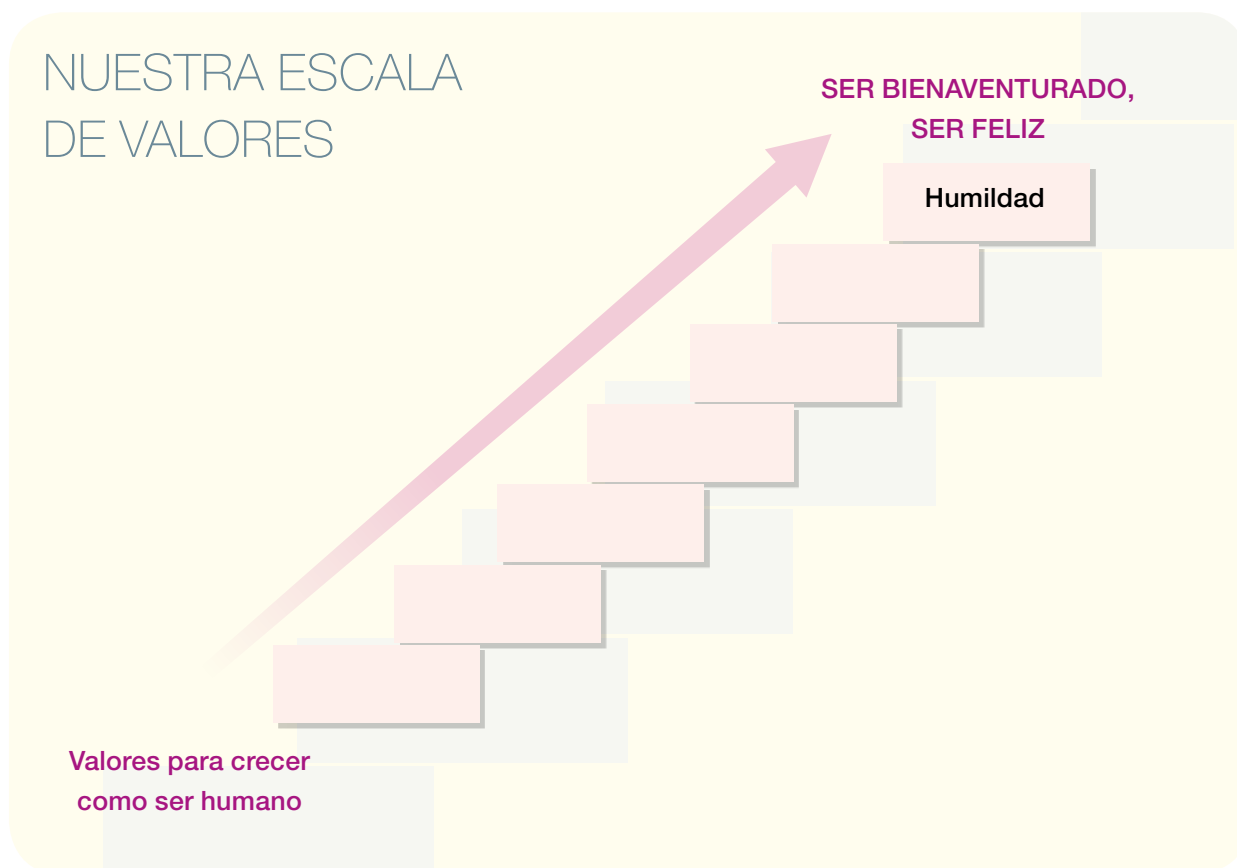 NUESTRA ESCALA
DE VALORES
SER BIENAVENTURADO,
SER FELIZ
Humildad
Valores para crecer
como ser humano